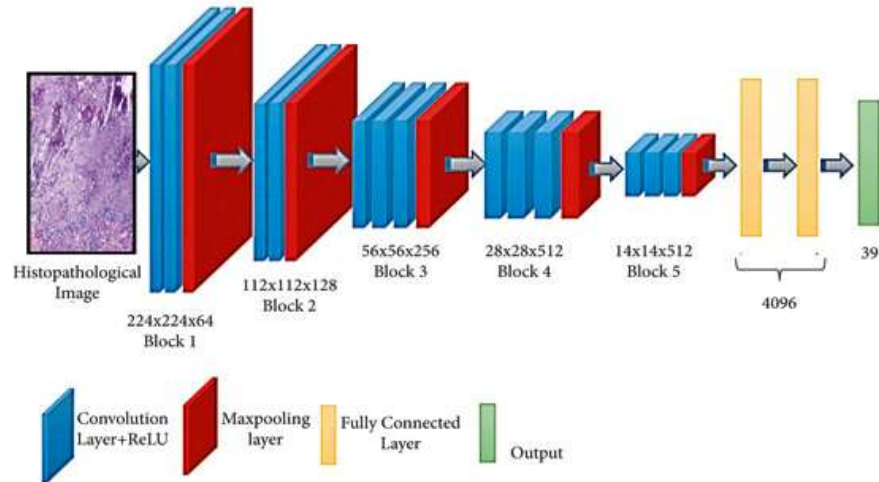 Histopathological
Image
224x224x64
Block 1
112x112x128
Block 2
56x56x256
Block 3
28x28x512
Block 4
14x14x512
Block 5
4096
39
Convolution
Layer+ReLU
Maxpooling
layer
Fully Connected
Layer
Output